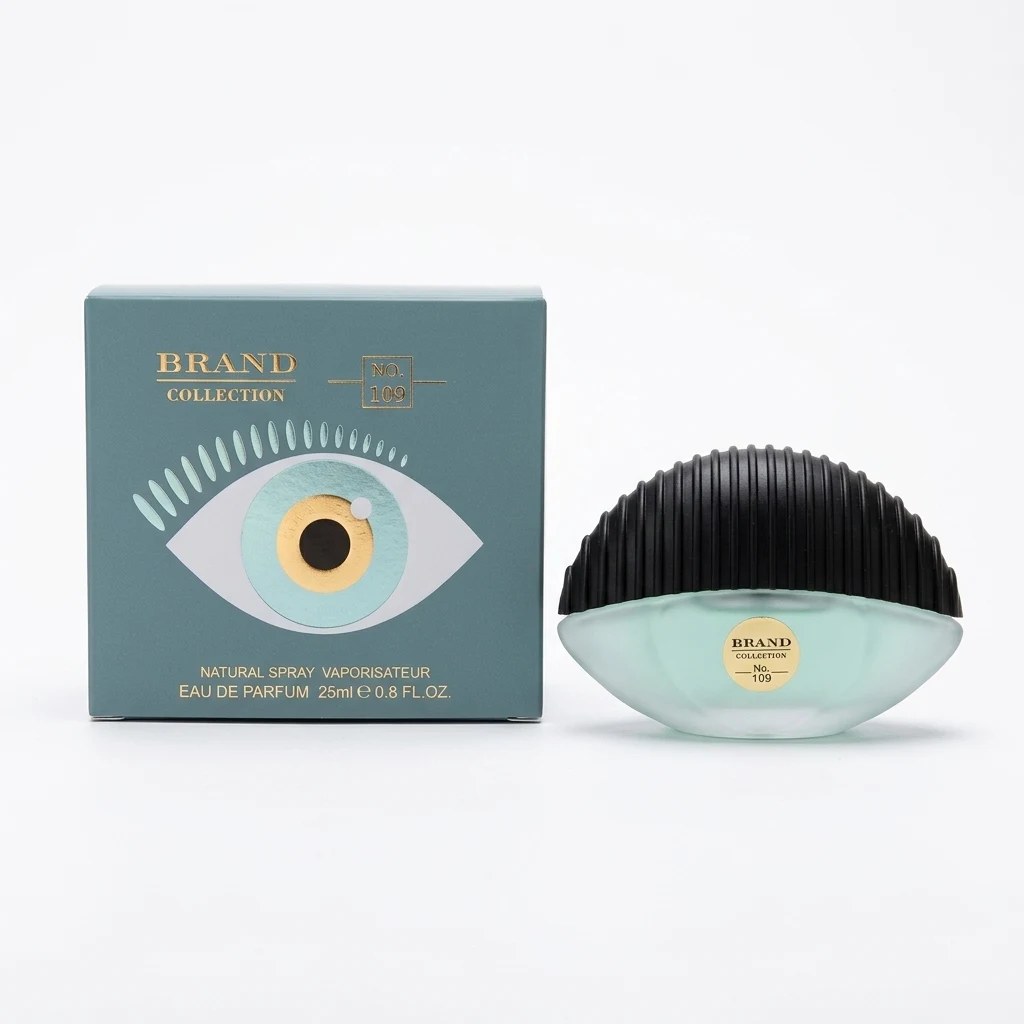 BRAND
COLLECTION
NO.
109
NATURAL SPRAY VAPORISATEUR
EAU DE PARFUM 25ml ℮ 0.8 FL.OZ.
BRAND
COLLECTION
No.
109